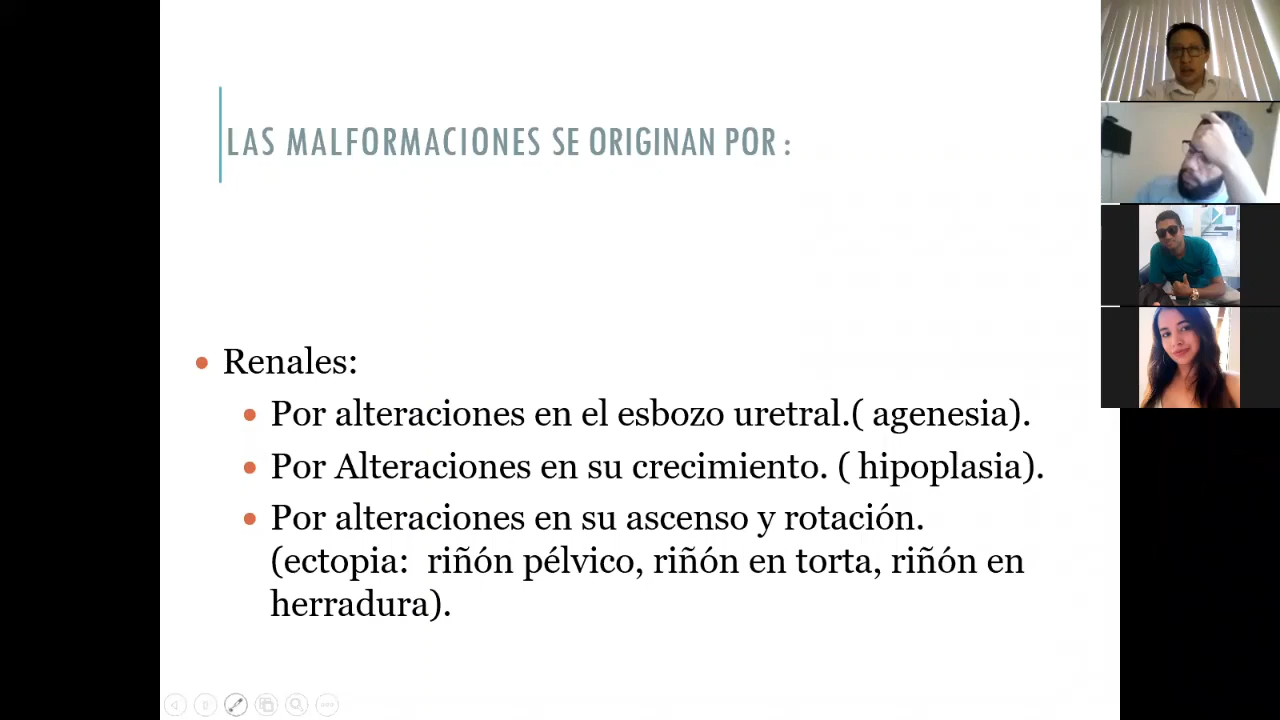 LAS MALFORMACIONES SE ORIGINAN POR :
Renales:
Por alteraciones en el esbozo uretral.( agenesia).
Por Alteraciones en su crecimiento. ( hipoplasia).
Por alteraciones en su ascenso y rotación.
(ectopia: riñón pélvico, riñón en torta, riñón en
herradura).